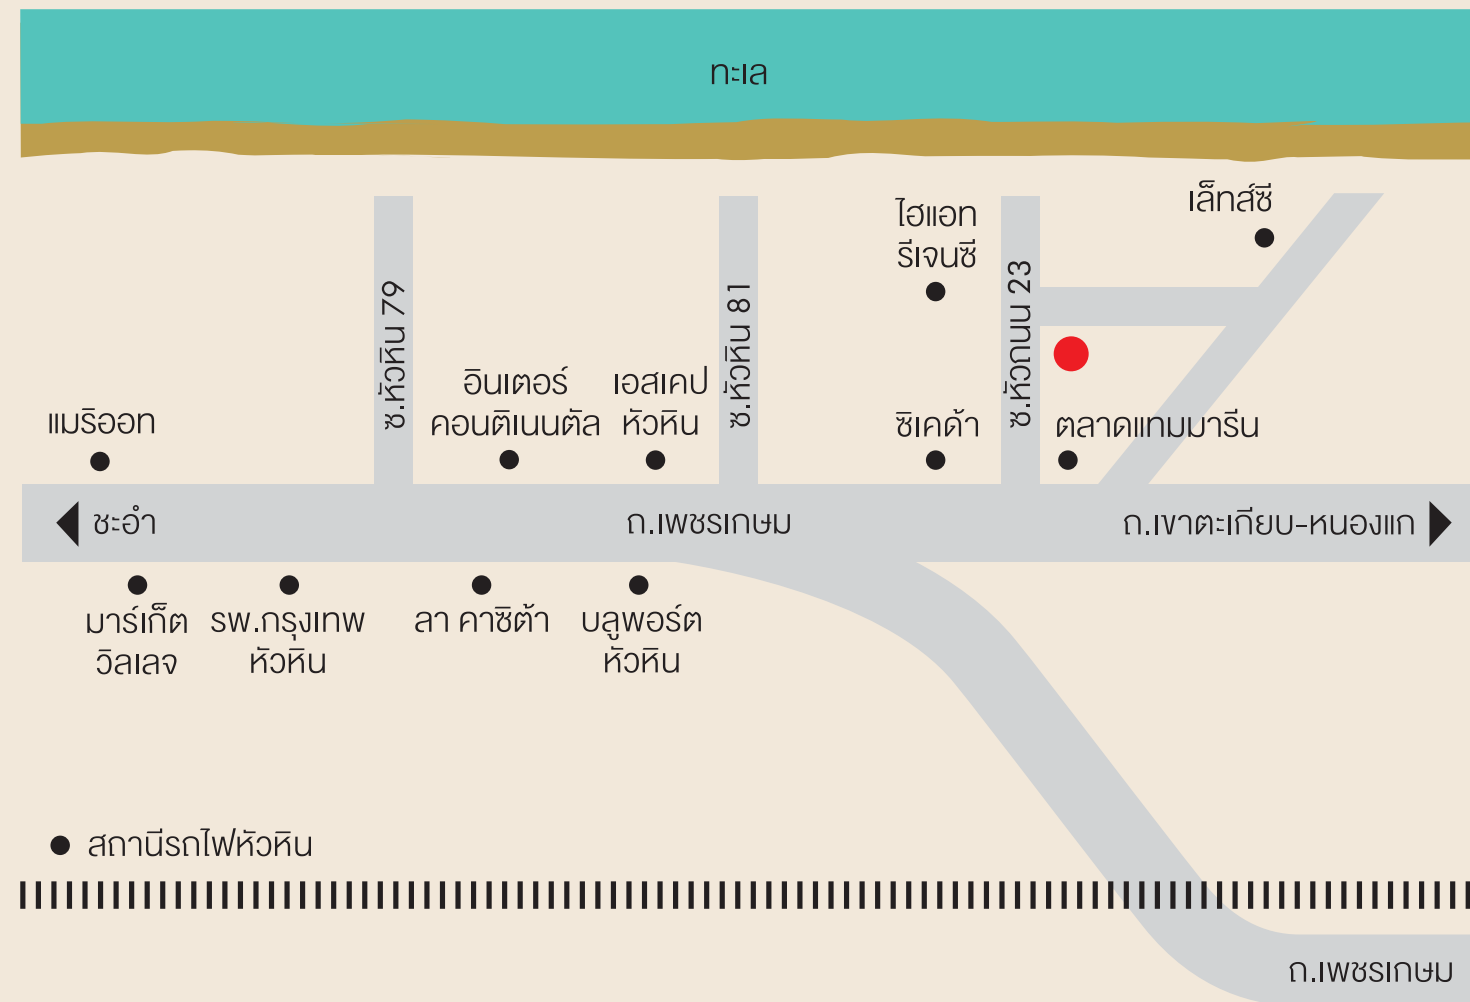 ทะเล
เล็ทส์ซี
ไฮแอท
รีเจนซี
ซ.หัวหิน 79
ซ.หัวหิน 81
ซ.หัวถนน 23
อินเตอร์
คอนติเนนตัล
เอสเคป
หัวหิน
แมริออท
ซิเคด้า
ตลาดแทมมารีน
ชะอำ
ถ.เพชรเกษม
ถ.เขาตะเกียบ-หนองแก
มาร์เก็ต
วิลเลจ
รพ.กรุงเทพ
หัวหิน
ลา คาซิต้า
บลูพอร์ต
หัวหิน
สถานีรถไฟหัวหิน
ถ.เพชรเกษม